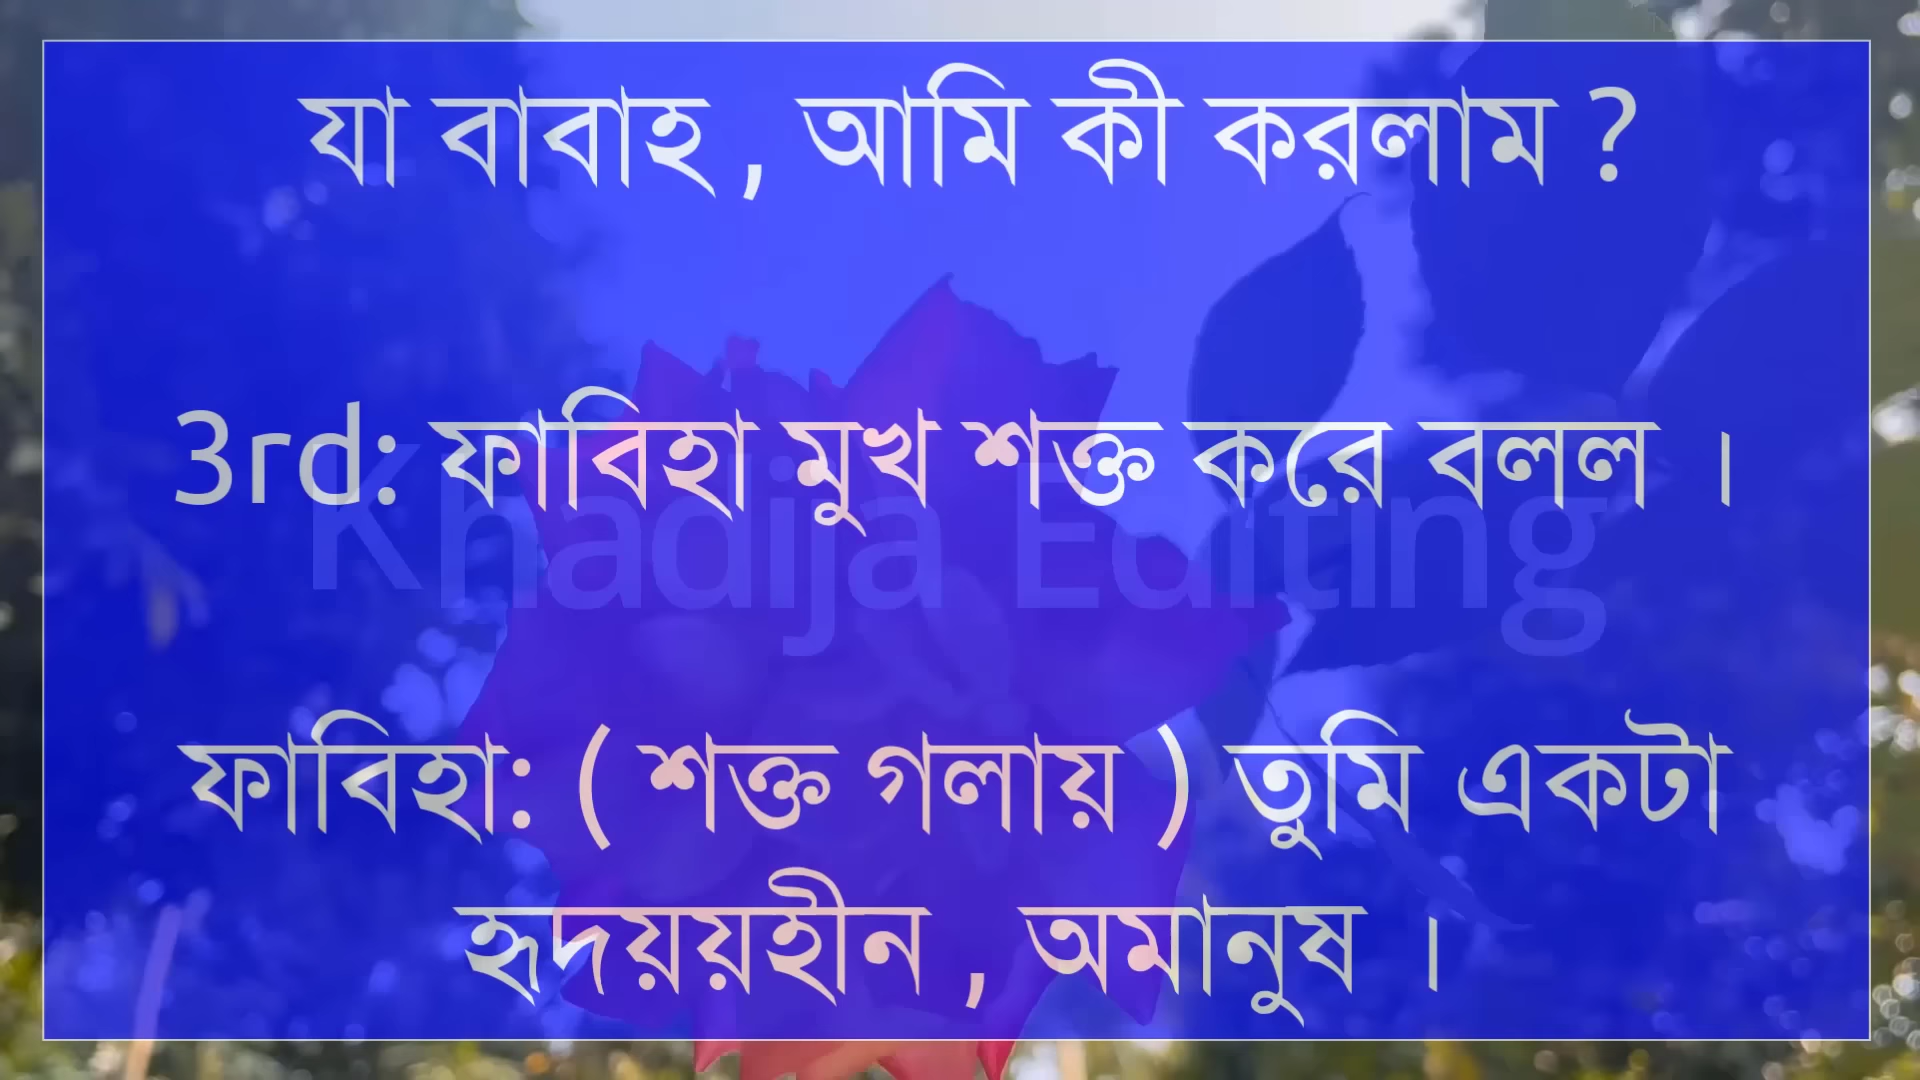 যা বাবাহ , আমি কী করলাম ?
3rd: ফাবিহা মুখ শক্ত করে বলল ।
Khadija Editing
ফাবিহা: ( শক্ত গলায় ) তুমি একটা
হৃদয়য়হীন , অমানুষ ।